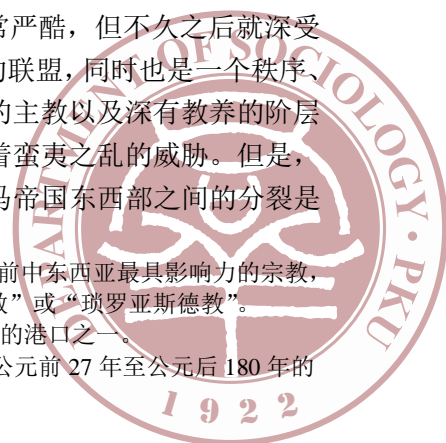 常严酷，但不久之后就深受
的联盟，同时也是一个秩序、
的主教以及深有教养的阶层
着蛮夷之乱的威胁。但是，
马帝国东西部之间的分裂是
前中东西亚最具影响力的宗教，
教”或“琐罗亚斯德教”。
的港口之一。
公元前 27 年至公元后 180 年的
DEPARTMENT OF SOCIOLOGY · PKU
1922